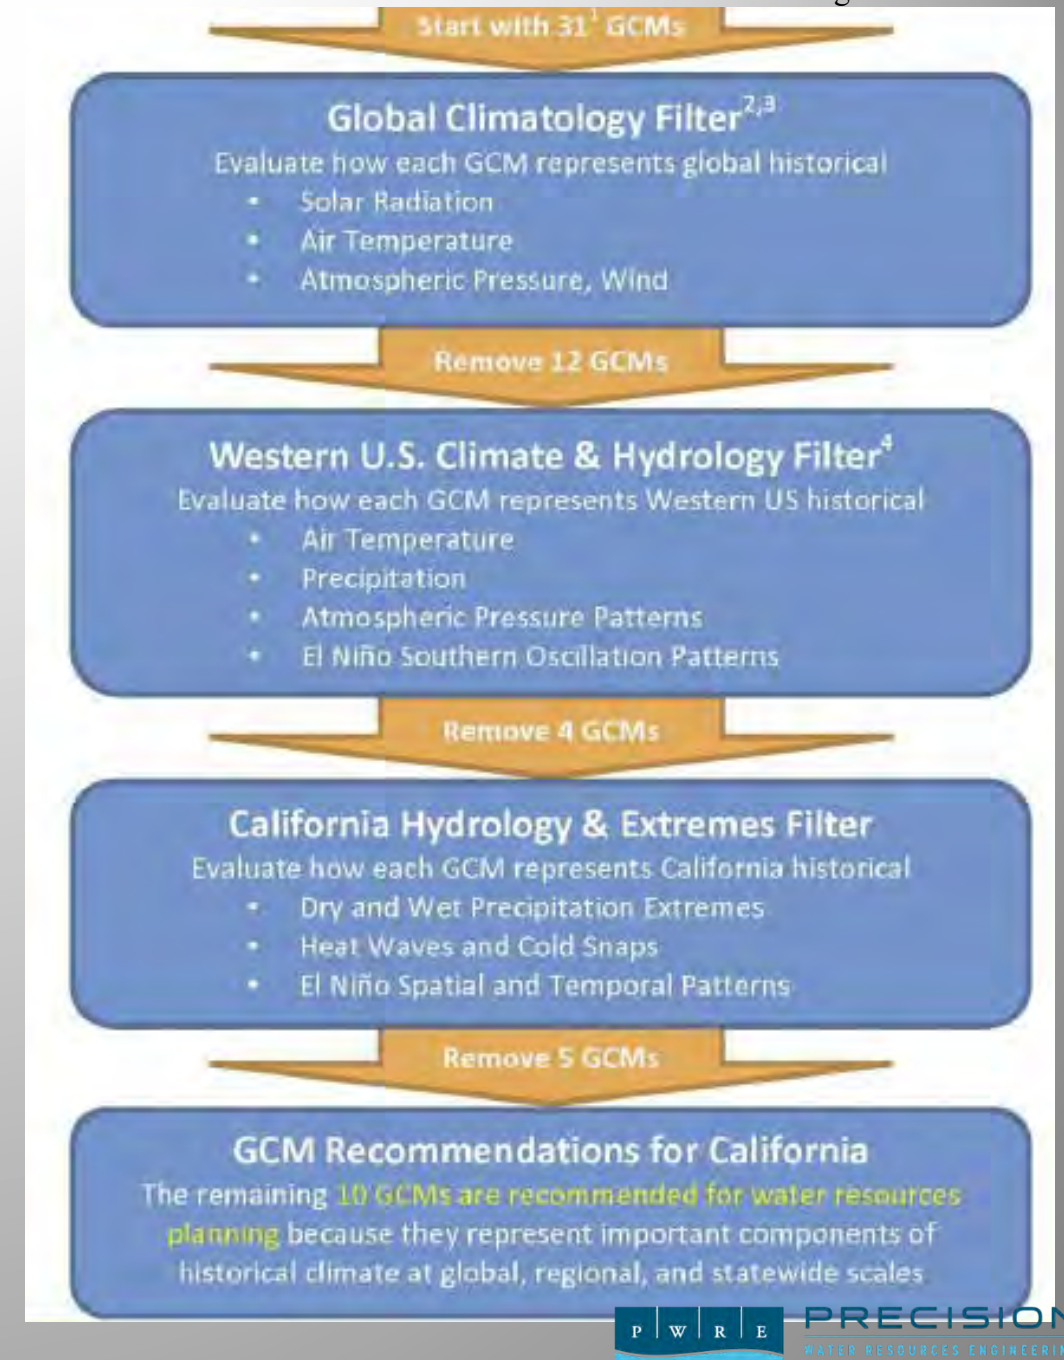 Start with 31¹ GCMs
Global Climatology Filter²,³
Evaluate how each GCM represents global historical
• Solar Radiation
• Air Temperature
• Atmospheric Pressure, Wind
Remove 12 GCMs
Western U.S. Climate & Hydrology Filter⁴
Evaluate how each GCM represents Western US historical
• Air Temperature
• Precipitation
• Atmospheric Pressure Patterns
• El Niño Southern Oscillation Patterns
Remove 4 GCMs
California Hydrology & Extremes Filter
Evaluate how each GCM represents California historical
• Dry and Wet Precipitation Extremes
• Heat Waves and Cold Snaps
• El Niño Spatial and Temporal Patterns
Remove 5 GCMs
GCM Recommendations for California
The remaining 10 GCMs are recommended for water resources
planning because they represent important components of
historical climate at global, regional, and statewide scales
P W R E PRECISION
WATER RESOURCES ENGINEERIN